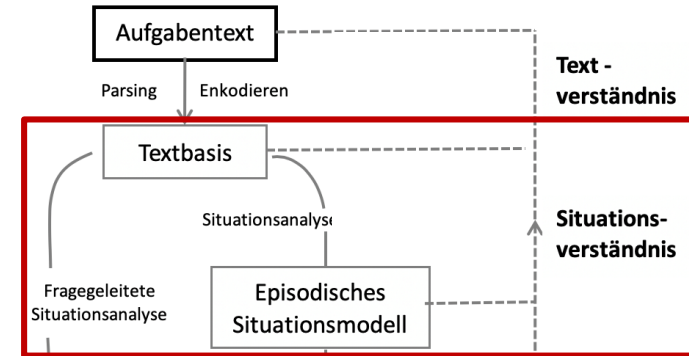 Aufgabentext
Text -
verständnis
Parsing Enkodieren
Textbasis
Situationsanalyse
Situations-
verständnis
Fragegeleitete
Situationsanalyse
Episodisches
Situationsmodell